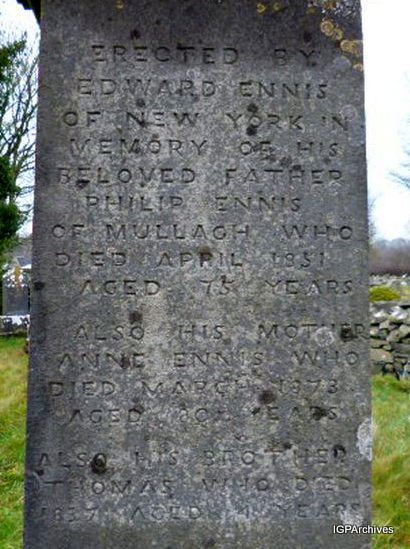 ERECTED BY
EDWARD ENNIS
OF NEW YORK IN
MEMORY OF HIS
BELOVED FATHER
PHILIP ENNIS
OF MULLAGH WHO
DIED APRIL 1851
AGED 75 YEARS
ALSO HIS MOTHER
ANNE ENNIS WHO
DIED MARCH 1873
AGED YEARS
ALSO HIS BROTHER
THOMAS WHO DIED
AGED YEARS
IGPArchives